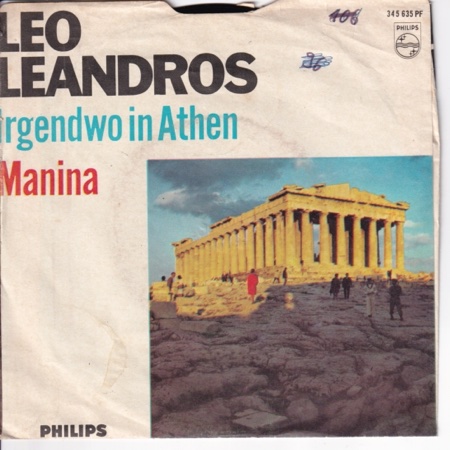 LEO
LEANDROS
Irgendwo in Athen
Manina
345 635 PF
PHILIPS
PHILIPS